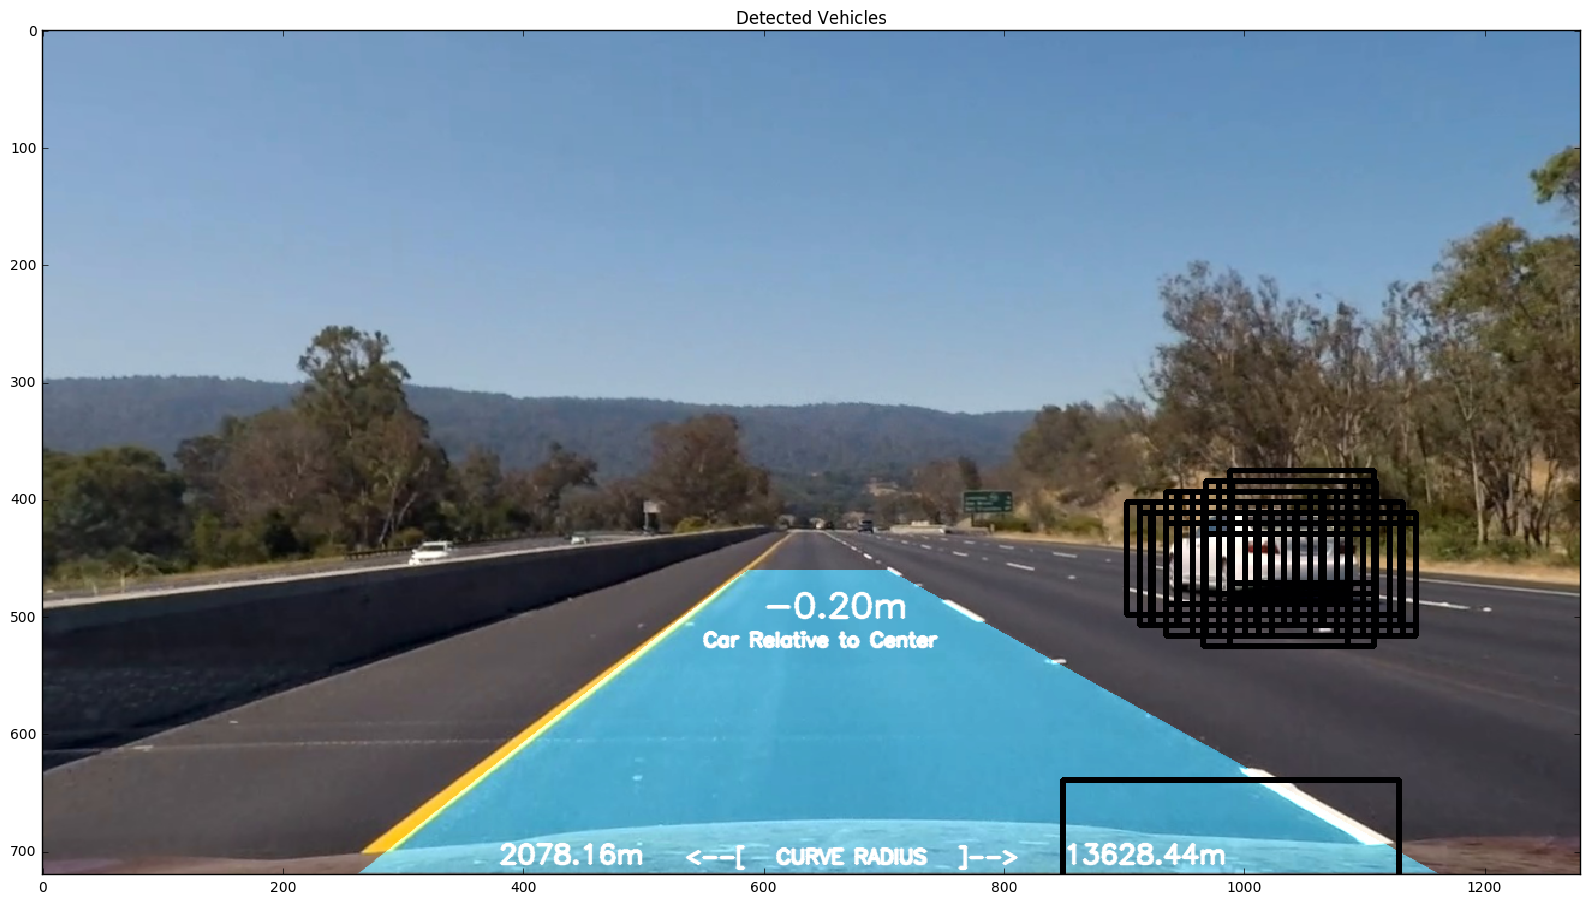 Detected Vehicles
0
100
200
300
400
500
600
700
-0.20m
Car Relative to Center
2078.16m <--[ CURVE RADIUS ]--> 13628.44m
0 200 400 600 800 1000 1200